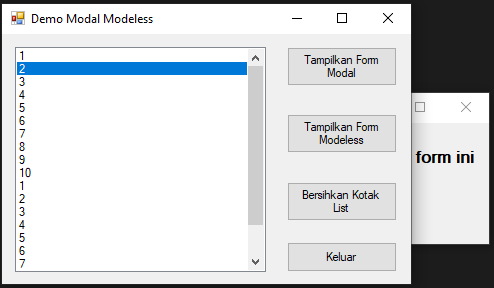 Demo Modal Modeless
1
2
3
4
5
6
7
8
9
10
1
2
3
4
5
6
7
Tampilkan Form
Modal
Tampilkan Form
Modeless
Bersihkan Kotak
List
Keluar
form ini